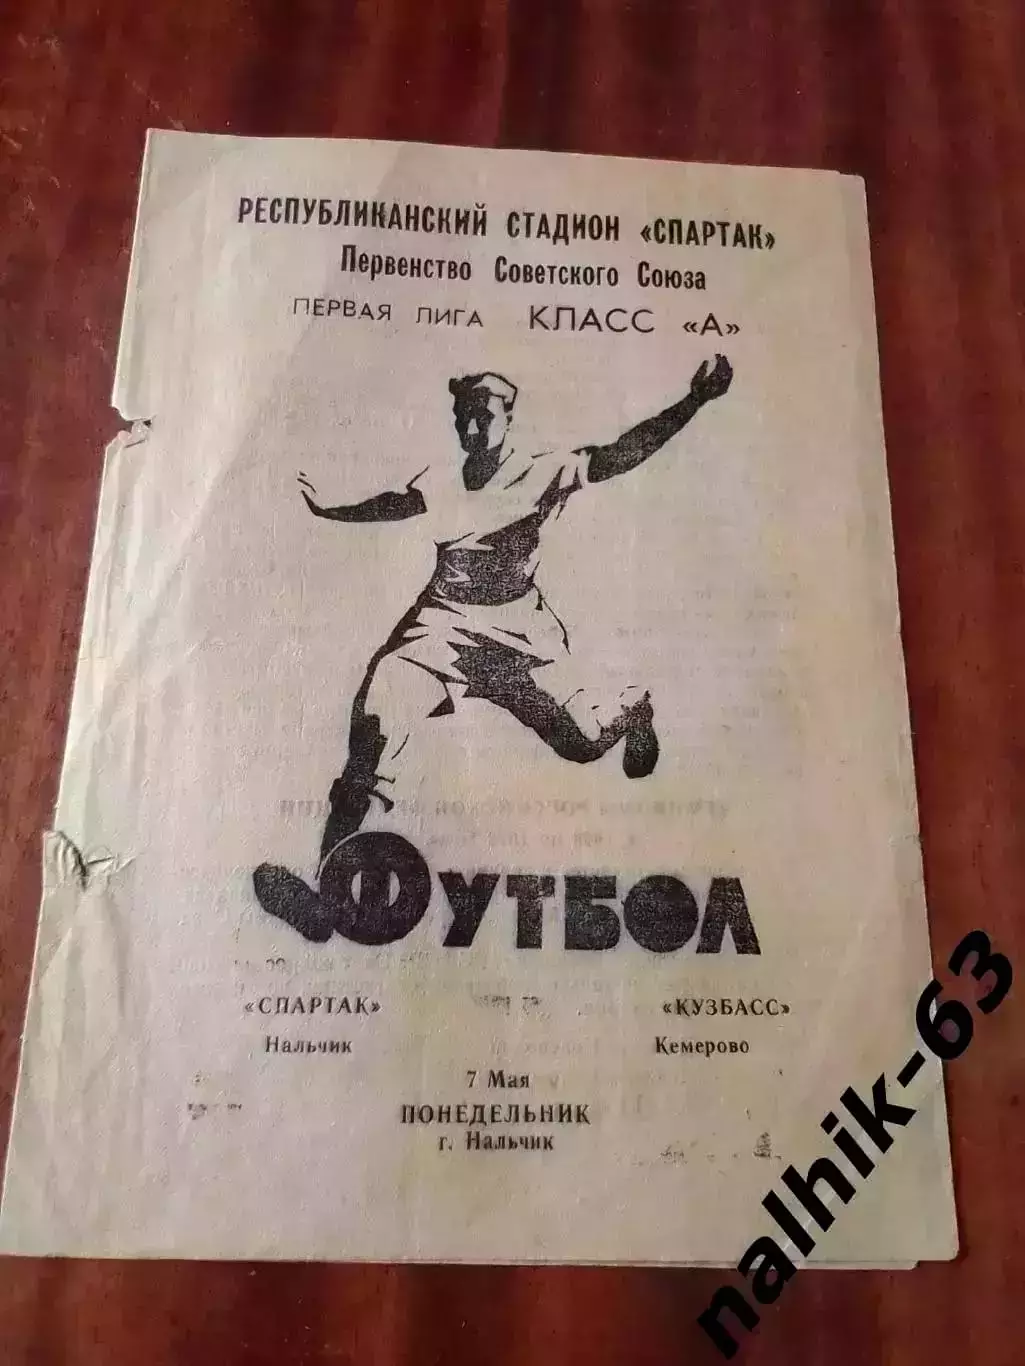 РЕСПУБЛИКАНСКИЙ СТАДИОН «СПАРТАК»
Первенство Советского Союза
ПЕРВАЯ ЛИГА КЛАСС «А»
ФУТБОЛ
«СПАРТАК» «КУЗБАСС»
Нальчик Кемерово
7 Мая
ПОНЕДЕЛЬНИК
г. Нальчик
nalhik-63